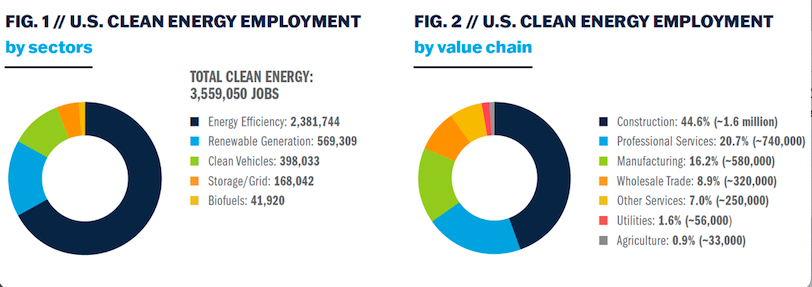 FIG. 1 // U.S. CLEAN ENERGY EMPLOYMENT
by sectors
TOTAL CLEAN ENERGY:
3,559,050 JOBS
Energy Efficiency: 2,381,744
Renewable Generation: 569,309
Clean Vehicles: 398,033
Storage/Grid: 168,042
Biofuels: 41,920
FIG. 2 // U.S. CLEAN ENERGY EMPLOYMENT
by value chain
Construction: 44.6% (~1.6 million)
Professional Services: 20.7% (~740,000)
Manufacturing: 16.2% (~580,000)
Wholesale Trade: 8.9% (~320,000)
Other Services: 7.0% (~250,000)
Utilities: 1.6% (~56,000)
Agriculture: 0.9% (~33,000)